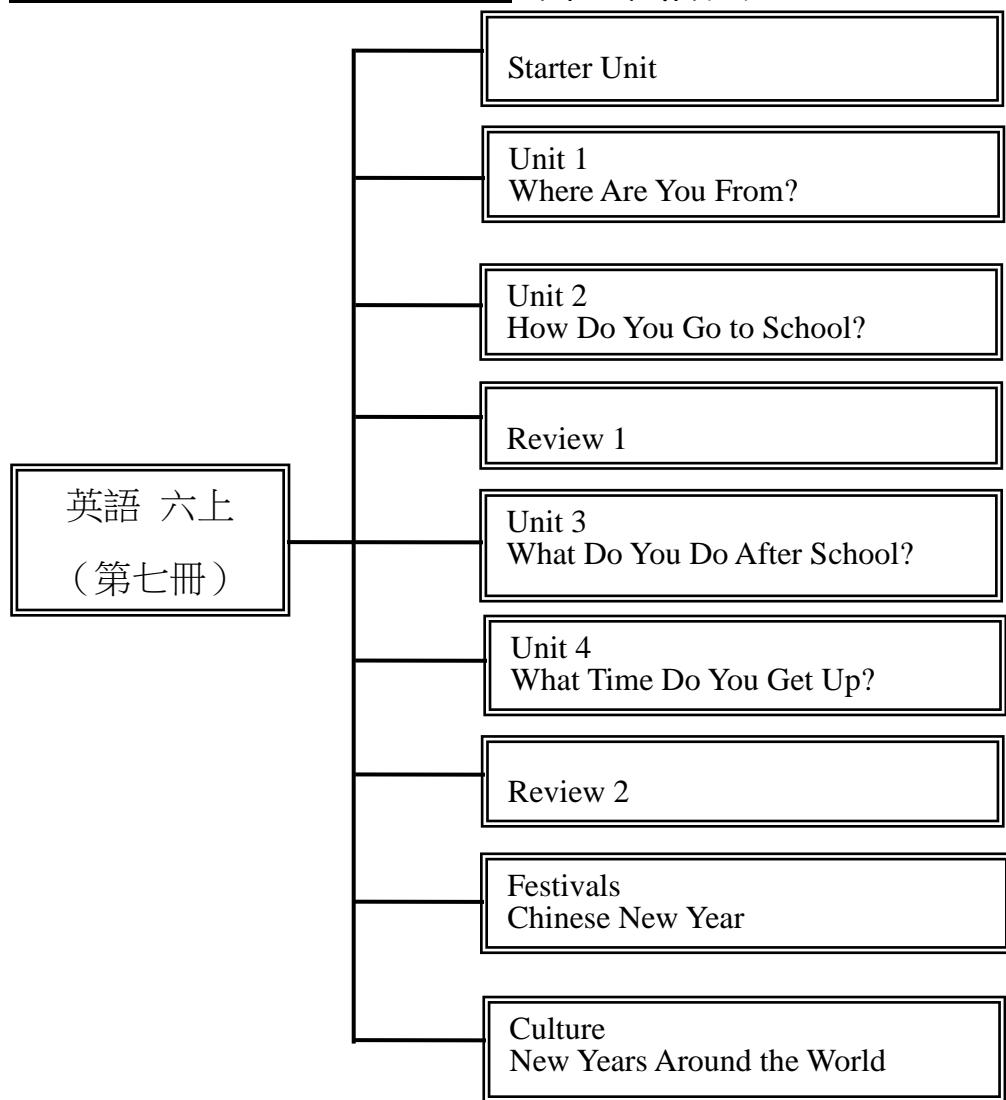 Starter Unit
Unit 1
Where Are You From?
Unit 2
How Do You Go to School?
Review 1
英語 六上
（第七冊）
Unit 3
What Do You Do After School?
Unit 4
What Time Do You Get Up?
Review 2
Festivals
Chinese New Year
Culture
New Years Around the World